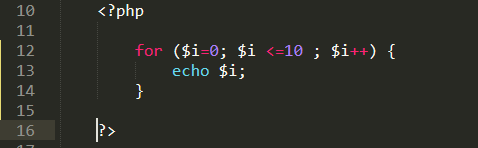 10 <?php
11
12 for ($i=0; $i <=10 ; $i++) {
13 echo $i;
14 }
15
16 ?>